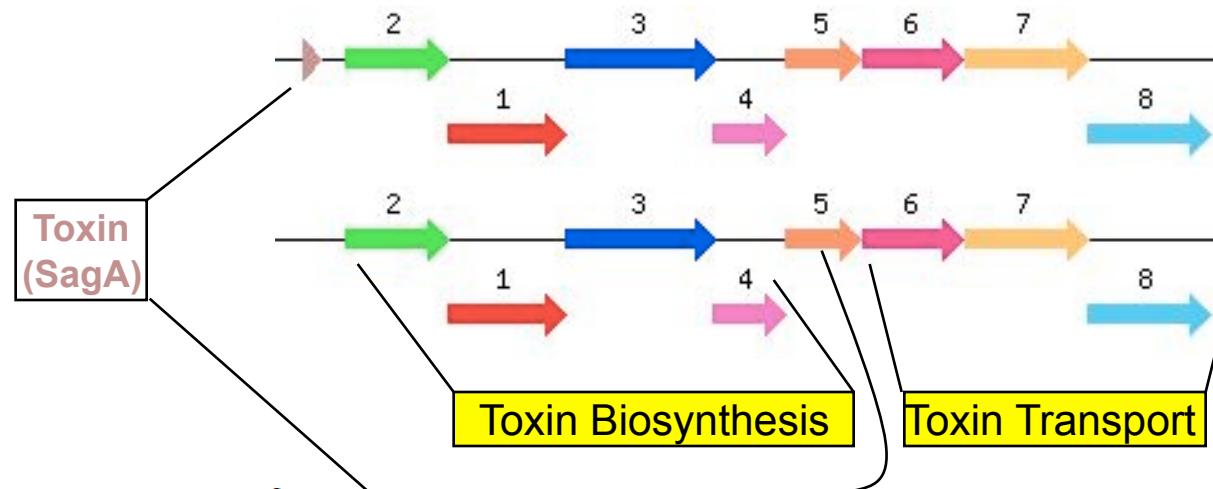 2 3 5 6 7
1 4 8
Toxin
(SagA)
2 3 5 6 7
1 4 8
Toxin Biosynthesis
Toxin Transport